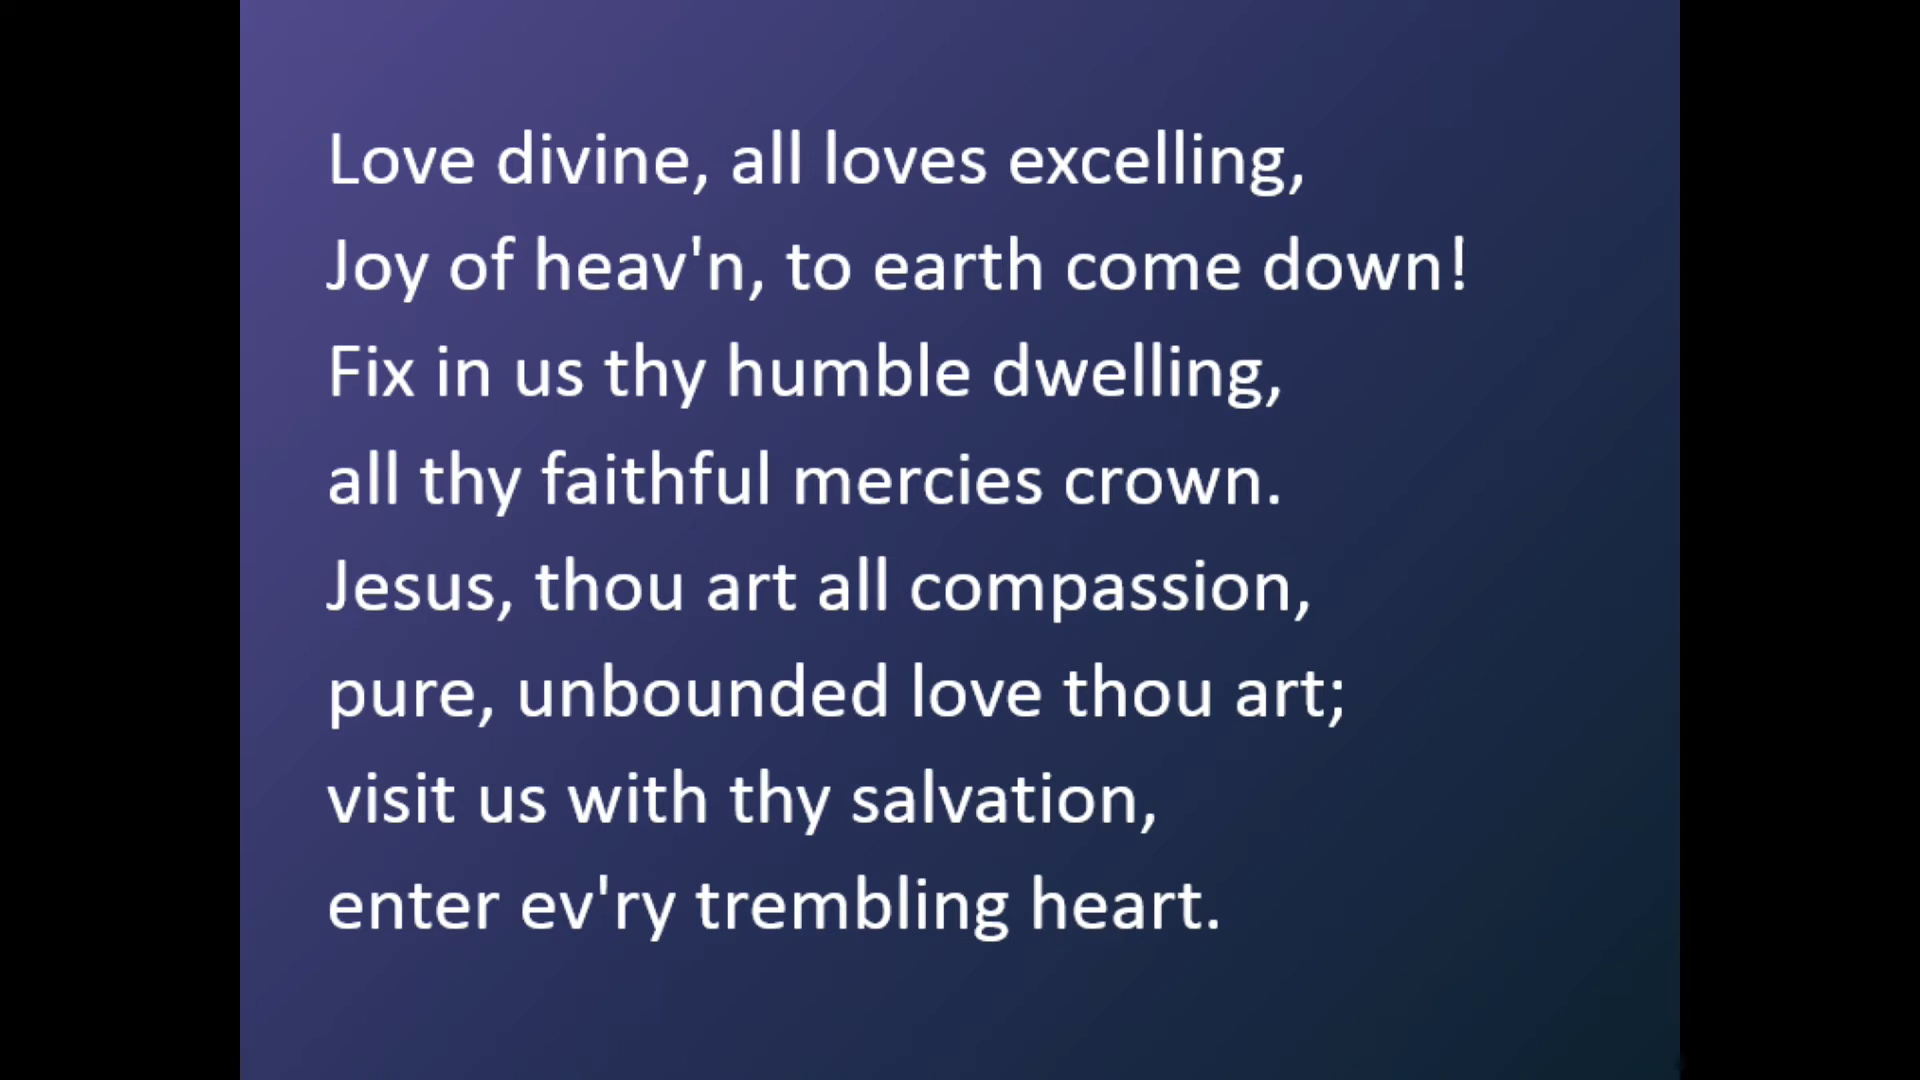 Love divine, all loves excelling,
Joy of heav'n, to earth come down!
Fix in us thy humble dwelling,
all thy faithful mercies crown.
Jesus, thou art all compassion,
pure, unbounded love thou art;
visit us with thy salvation,
enter ev'ry trembling heart.